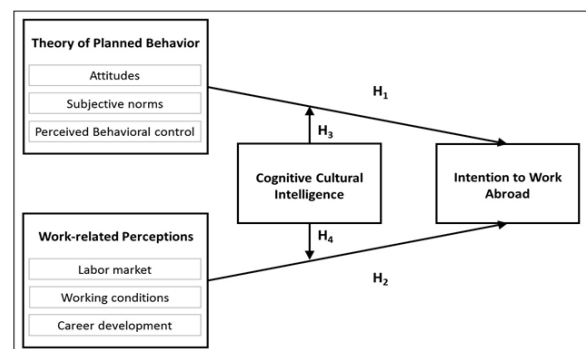 Theory of Planned Behavior
Attitudes
Subjective norms
Perceived Behavioral control
H₁
H₃
Cognitive Cultural
Intelligence
Intention to Work
Abroad
H₄
Work-related Perceptions
Labor market
Working conditions
Career development
H₂